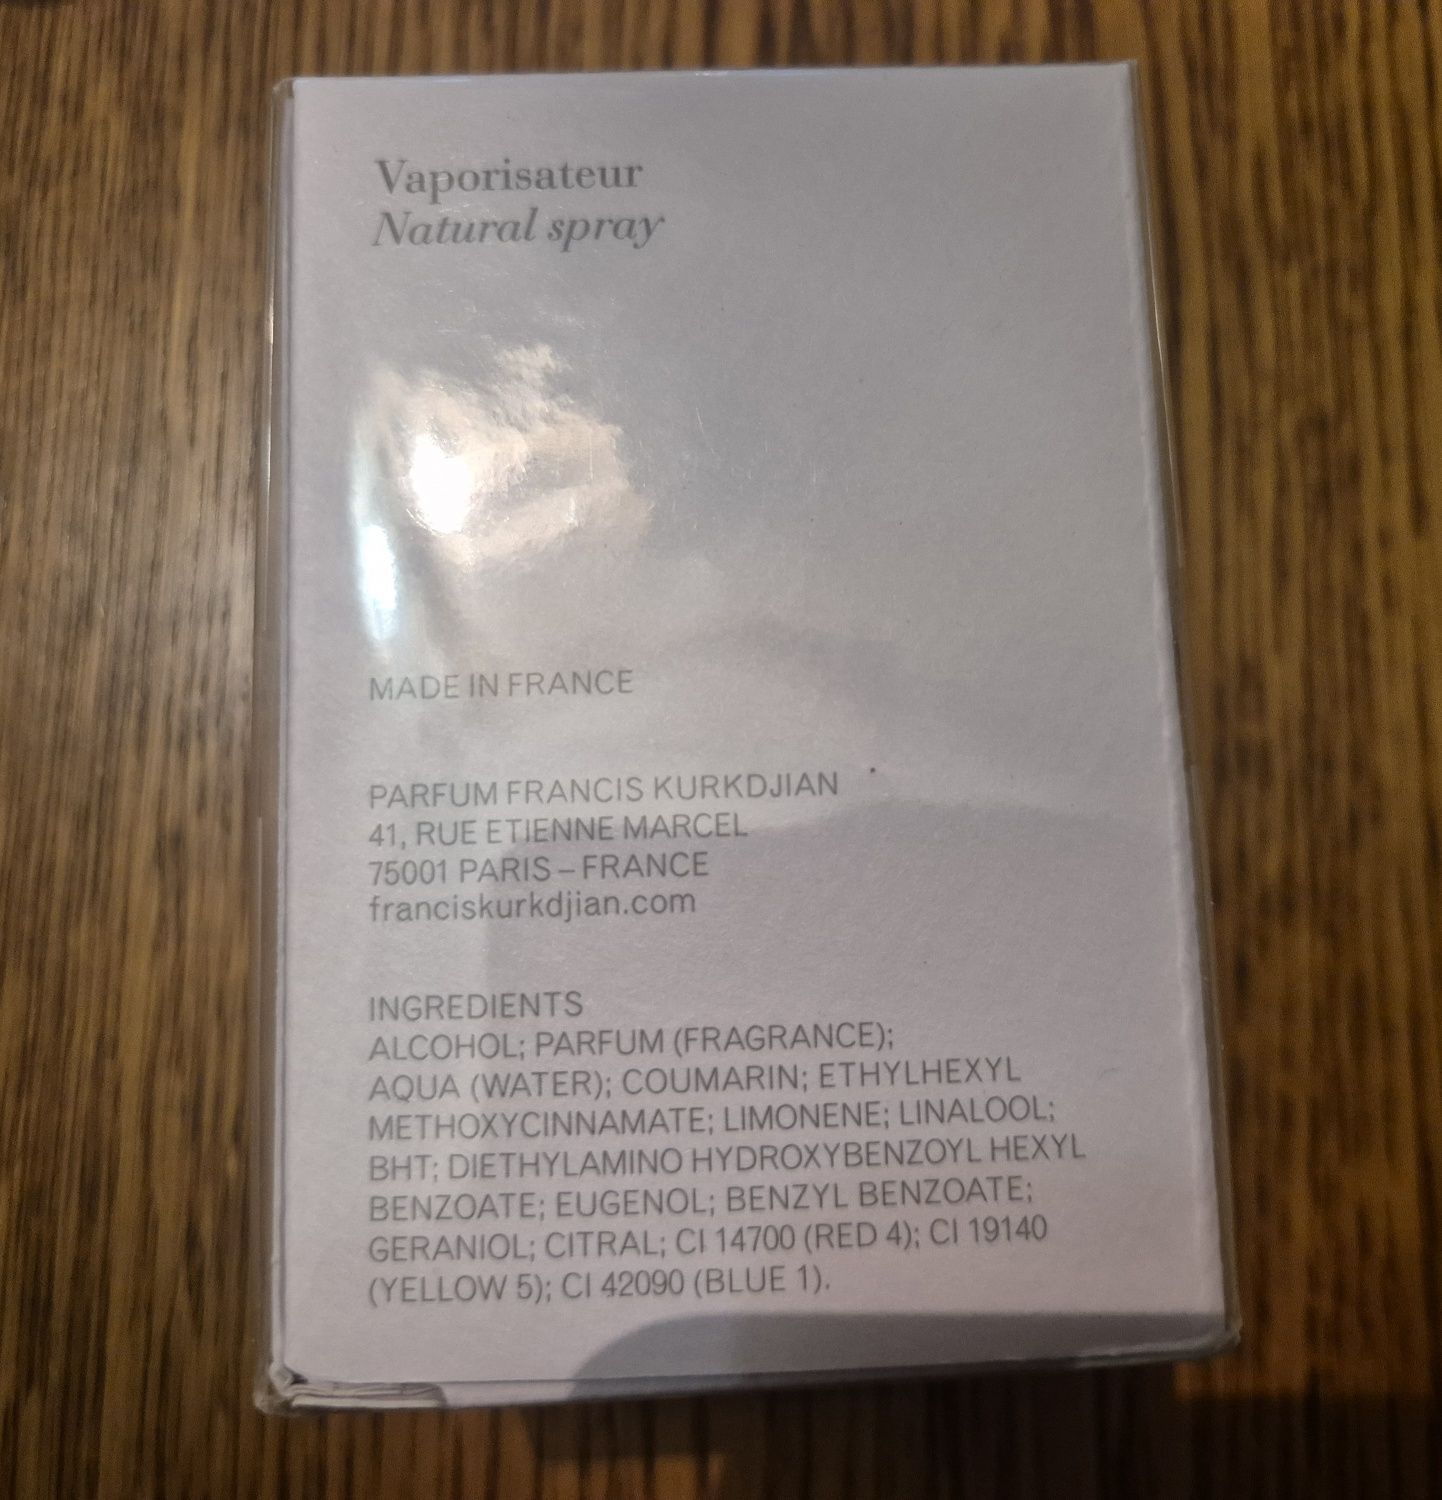 Vaporisateur
Natural spray
MADE IN FRANCE
PARFUM FRANCIS KURKDJIAN
41, RUE ETIENNE MARCEL
75001 PARIS – FRANCE
franciskurkdjian.com
INGREDIENTS
ALCOHOL; PARFUM (FRAGRANCE);
AQUA (WATER); COUMARIN; ETHYLHEXYL
METHOXYCINNAMATE; LIMONENE; LINALOOL;
BHT; DIETHYLAMINO HYDROXYBENZOYL HEXYL
BENZOATE; EUGENOL; BENZYL BENZOATE;
GERANIOL; CITRAL; CI 14700 (RED 4); CI 19140
(YELLOW 5); CI 42090 (BLUE 1).